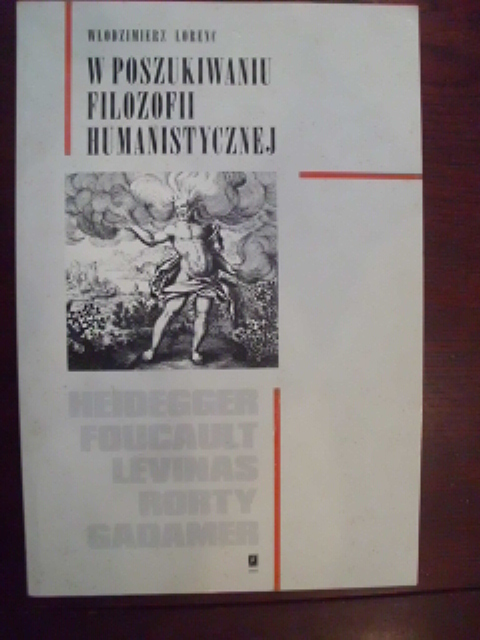 WŁODZIMIERZ LORENC
W POSZUKIWANIU
FILOZOFII
HUMANISTYCZNEJ
HEIDEGGER
FOUCAULT
LEVINAS
RORTY
GADAMER